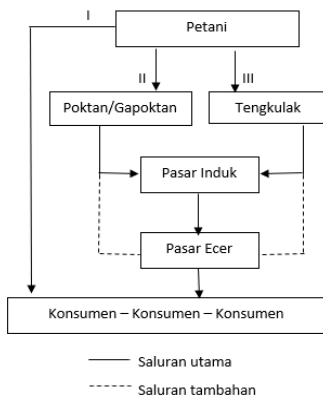 Petani
I
II
III
Poktan/Gapoktan
Tengkulak
Pasar Induk
Pasar Ecer
Konsumen – Konsumen – Konsumen
Saluran utama
Saluran tambahan